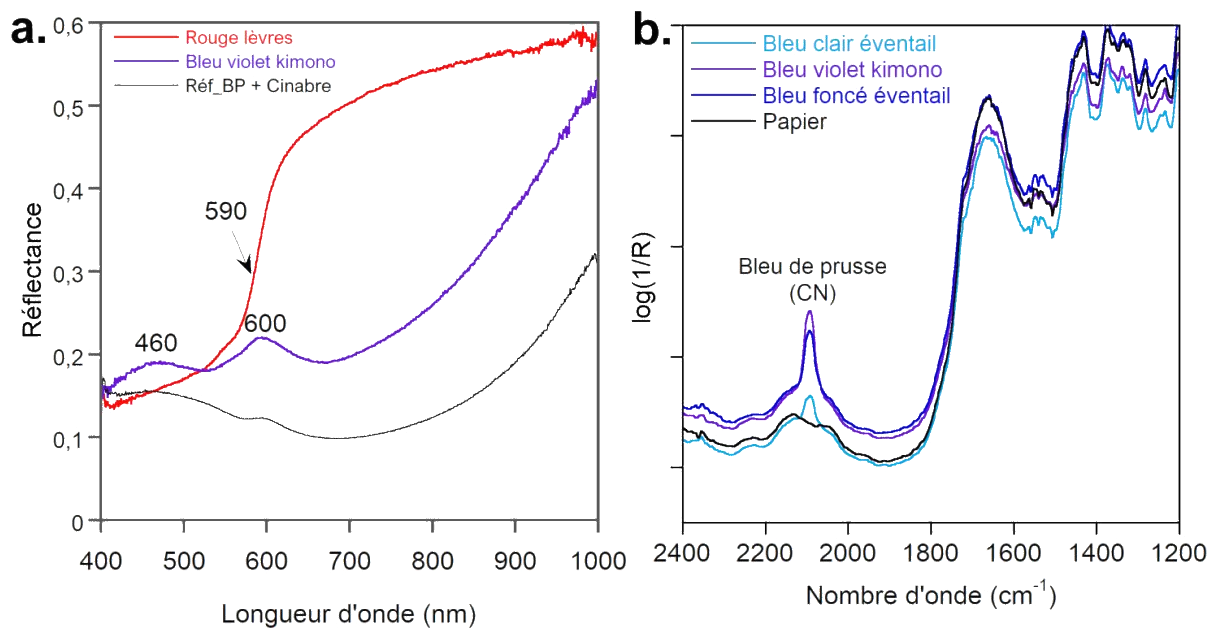 a.
Rouge lèvres
Bleu violet kimono
Réf_BP + Cinabre
0,6
0,5
0,4
0,3
0,2
0,1
0
590
460
600
400 500 600 700 800 900 1000
Réflectance
Longueur d'onde (nm)
b.
Bleu clair éventail
Bleu violet kimono
Bleu foncé éventail
Papier
Bleu de prusse
(CN)
log(1/R)
2400 2200 2000 1800 1600 1400 1200
Nombre d'onde (cm⁻¹)